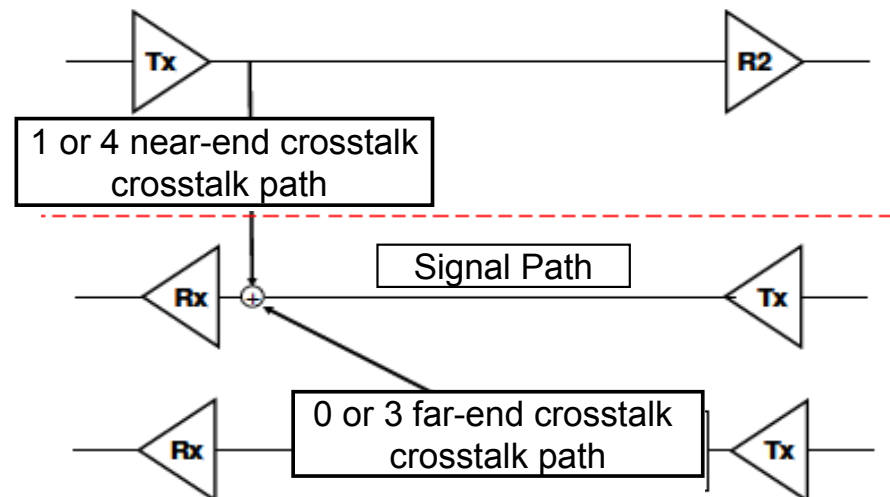 Tx
R2
1 or 4 near-end crosstalk
crosstalk path
Signal Path
Rx
+
Tx
0 or 3 far-end crosstalk
crosstalk path
Rx
Tx